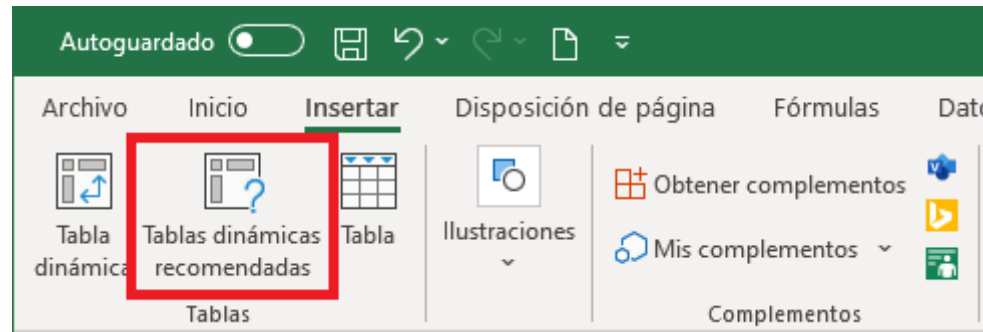 Autoguardado
Archivo Inicio Insertar Disposición de página Fórmulas
Tabla dinámica
Tablas dinámicas recomendadas
Tabla
Ilustraciones
Obtener complementos
Mis complementos
Tablas
Complementos